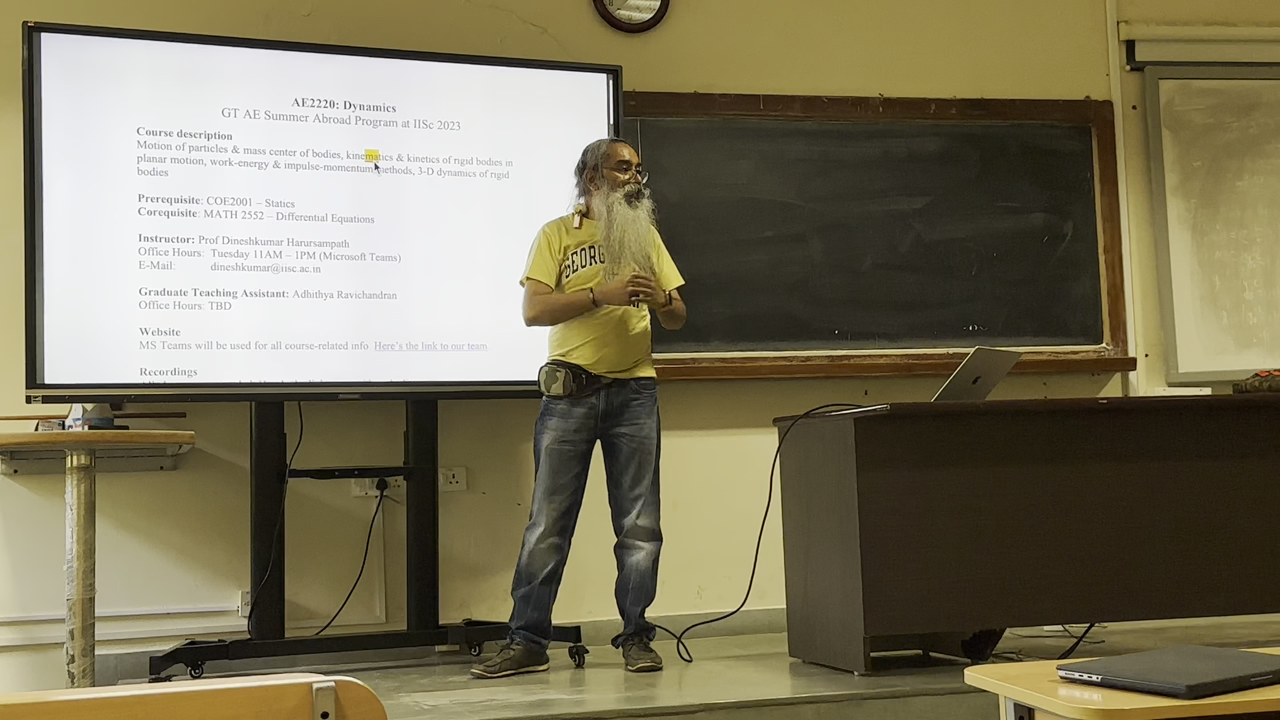 AE2220: Dynamics
GT AE Summer Abroad Program at IISc 2023
Course description
Motion of particles & mass center of bodies, kinematics & kinetics of rigid bodies in
planar motion, work-energy & impulse-momentum methods, 3-D dynamics of rigid
bodies
Prerequisite: COE2001 – Statics
Corequisite: MATH 2552 – Differential Equations
Instructor: Prof Dineshkumar Harursampath
Office Hours: Tuesday 11AM – 1PM (Microsoft Teams)
E-Mail: dineshkumar@iisc.ac.in
Graduate Teaching Assistant: Adhithya Ravichandran
Office Hours: TBD
Website
MS Teams will be used for all course-related info. Here's the link to our team
Recordings
GEORG